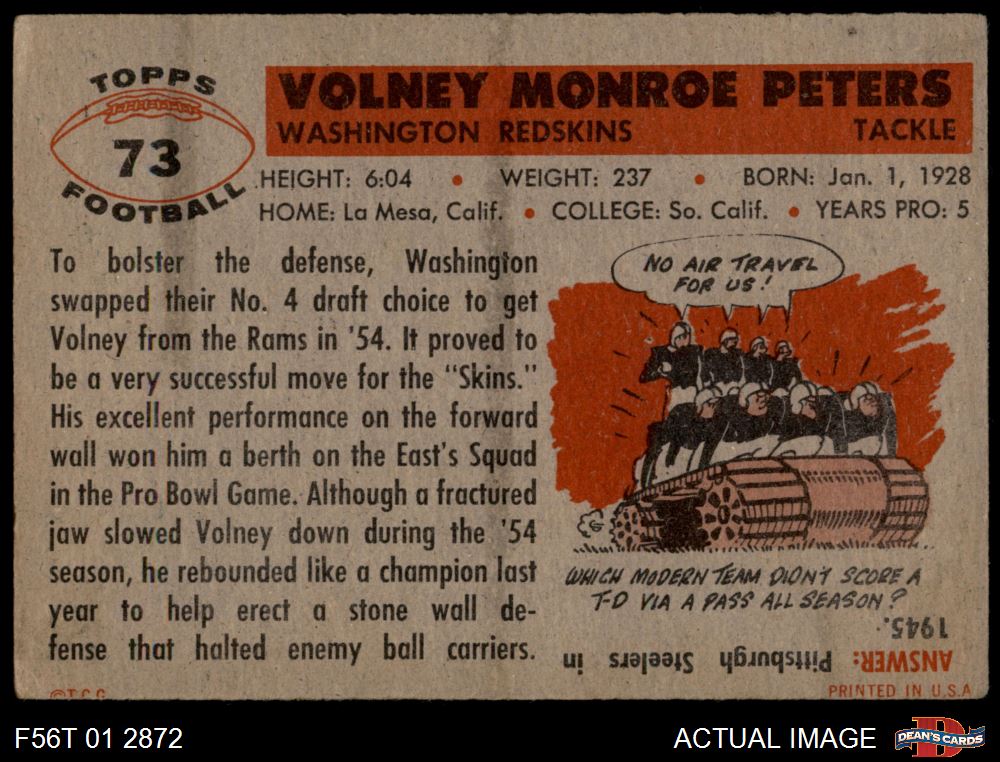 TOPPS
73
FOOTBALL
VOLNEY MONROE PETERS
WASHINGTON REDSKINS TACKLE
HEIGHT: 6:04 • WEIGHT: 237 • BORN: Jan. 1, 1928
HOME: La Mesa, Calif. • COLLEGE: So. Calif. • YEARS PRO: 5
To bolster the defense, Washington
swapped their No. 4 draft choice to get
Volney from the Rams in '54. It proved to
be a very successful move for the "Skins."
His excellent performance on the forward
wall won him a berth on the East's Squad
in the Pro Bowl Game. Although a fractured
jaw slowed Volney down during the '54
season, he rebounded like a champion last
year to help erect a stone wall de-
fense that halted enemy ball carriers.
NO AIR TRAVEL
FOR US!
WHICH MODERN TEAM DIDN'T SCORE A
T-D VIA A PASS ALL SEASON?
ANSWER: Pittsburgh Steelers in
1945.
©T.C.G.
PRINTED IN U.S.A
F56T 01 2872
ACTUAL IMAGE
DEAN'S CARDS